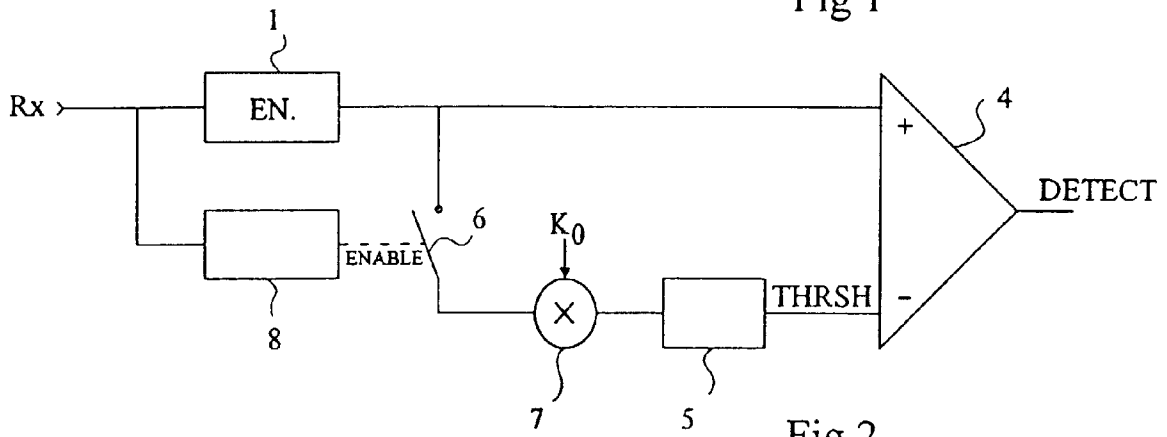 Fig 1
1
Rx
EN.
+
4
DETECT
6
K0
ENABLE
8
×
THRSH
-
7
5
Fig 2